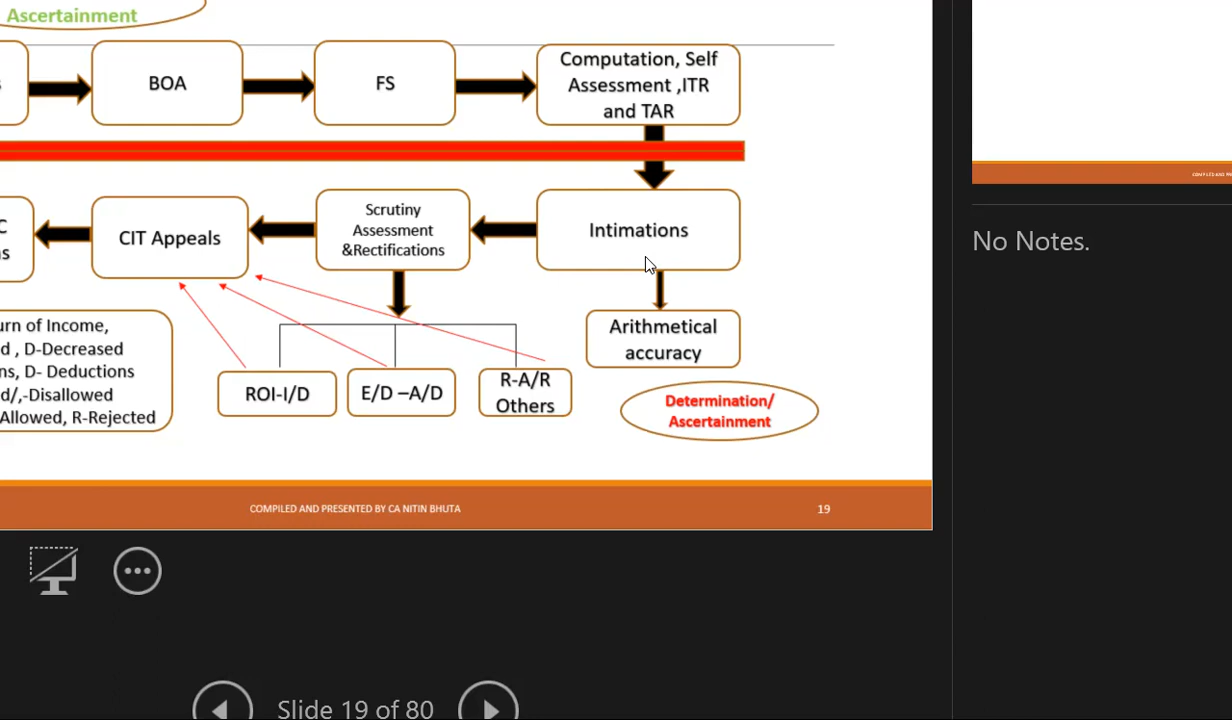 Ascertainment
BOA
FS
Computation, Self
Assessment ,ITR
and TAR
CIT Appeals
Scrutiny
Assessment
&Rectifications
Intimations
Arithmetical
accuracy
ROI-I/D
E/D –A/D
R-A/R
Others
urn of Income,
d , D-Decreased
ns, D- Deductions
d/,-Disallowed
Allowed, R-Rejected
Determination/
Ascertainment
COMPILED AND PRESENTED BY CA NITIN BHUTA
19
No Notes.
Slide 19 of 80